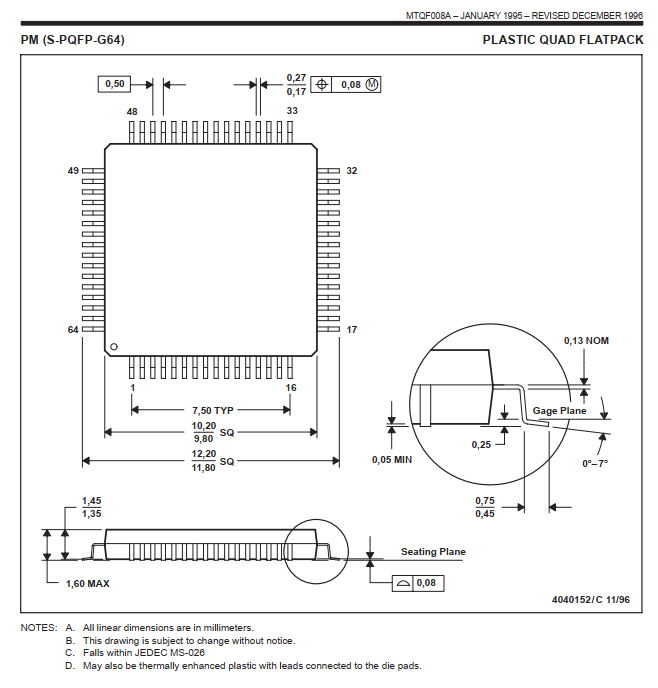 MTQF008A – JANUARY 1995 – REVISED DECEMBER 1996
PM (S-PQFP-G64) PLASTIC QUAD FLATPACK
0,50
0,27
0,17
0,08 M
48 33
49 32
64 17
1 16
7,50 TYP
10,20
9,80
SQ
12,20
11,80
SQ
0,13 NOM
Gage Plane
0,25
0,05 MIN
0°–7°
0,75
0,45
1,45
1,35
1,60 MAX
Seating Plane
0,08
4040152/C 11/96
NOTES: A. All linear dimensions are in millimeters.
B. This drawing is subject to change without notice.
C. Falls within JEDEC MS-026
D. May also be thermally enhanced plastic with leads connected to the die pads.